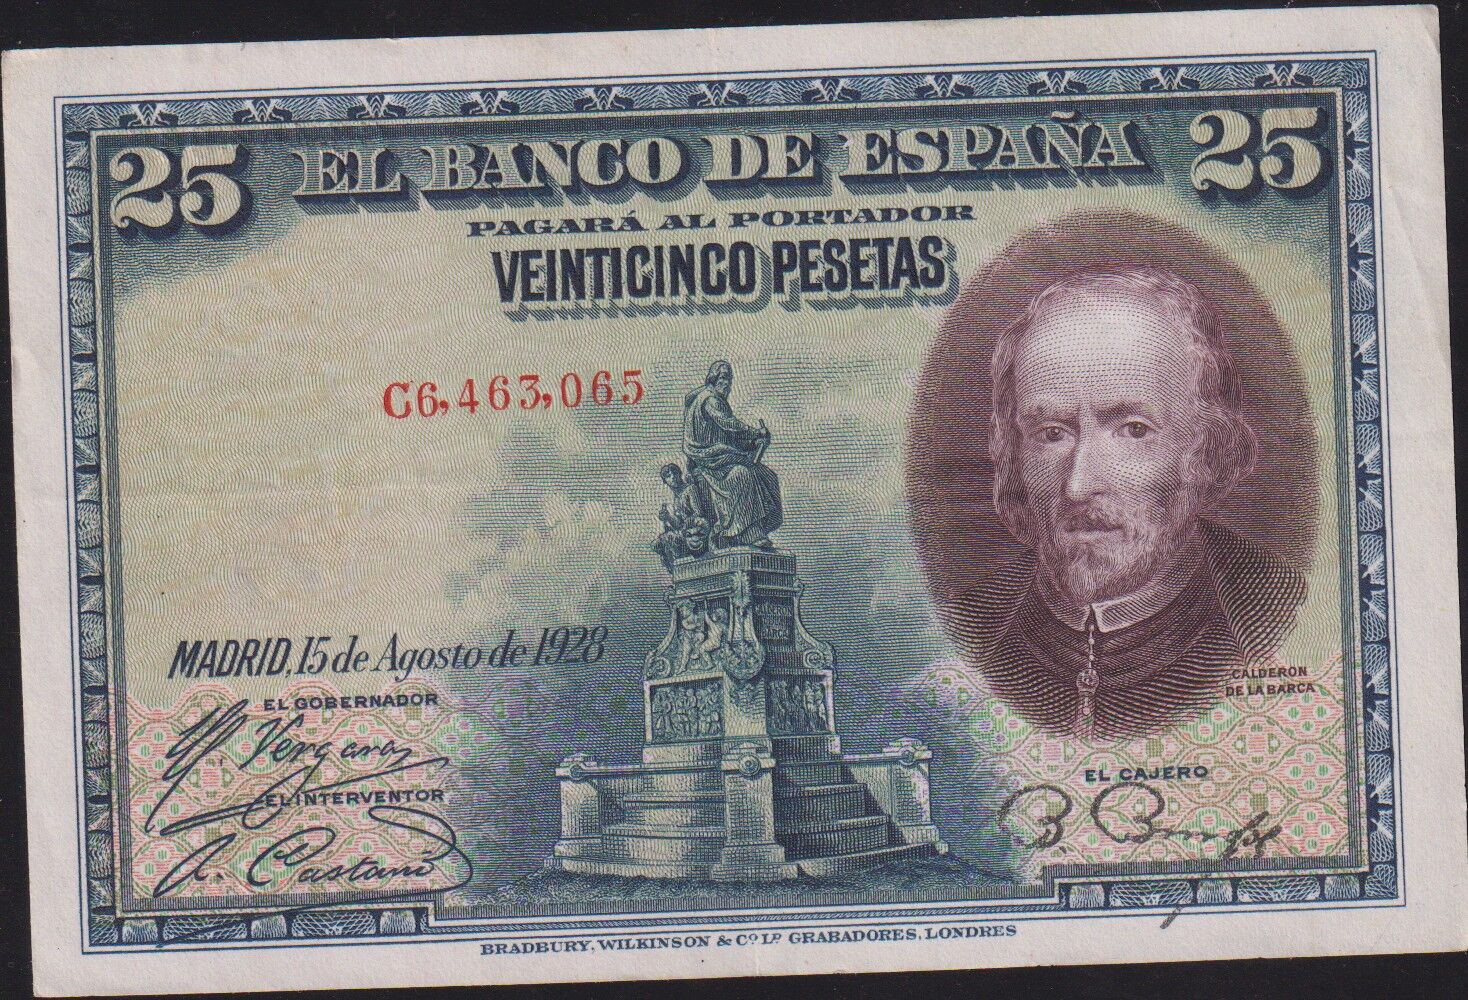 25 EL BANCO DE ESPAÑA 25
PAGARÁ AL PORTADOR
VEINTICINCO PESETAS
C6,463,065
MADRID, 15 de Agosto de 1928
EL GOBERNADOR
EL INTERVENTOR
CALDERON
DE LA BARCA
EL CAJERO
BRADBURY, WILKINSON & Cº Lᴅ GRABADORES, LONDRES